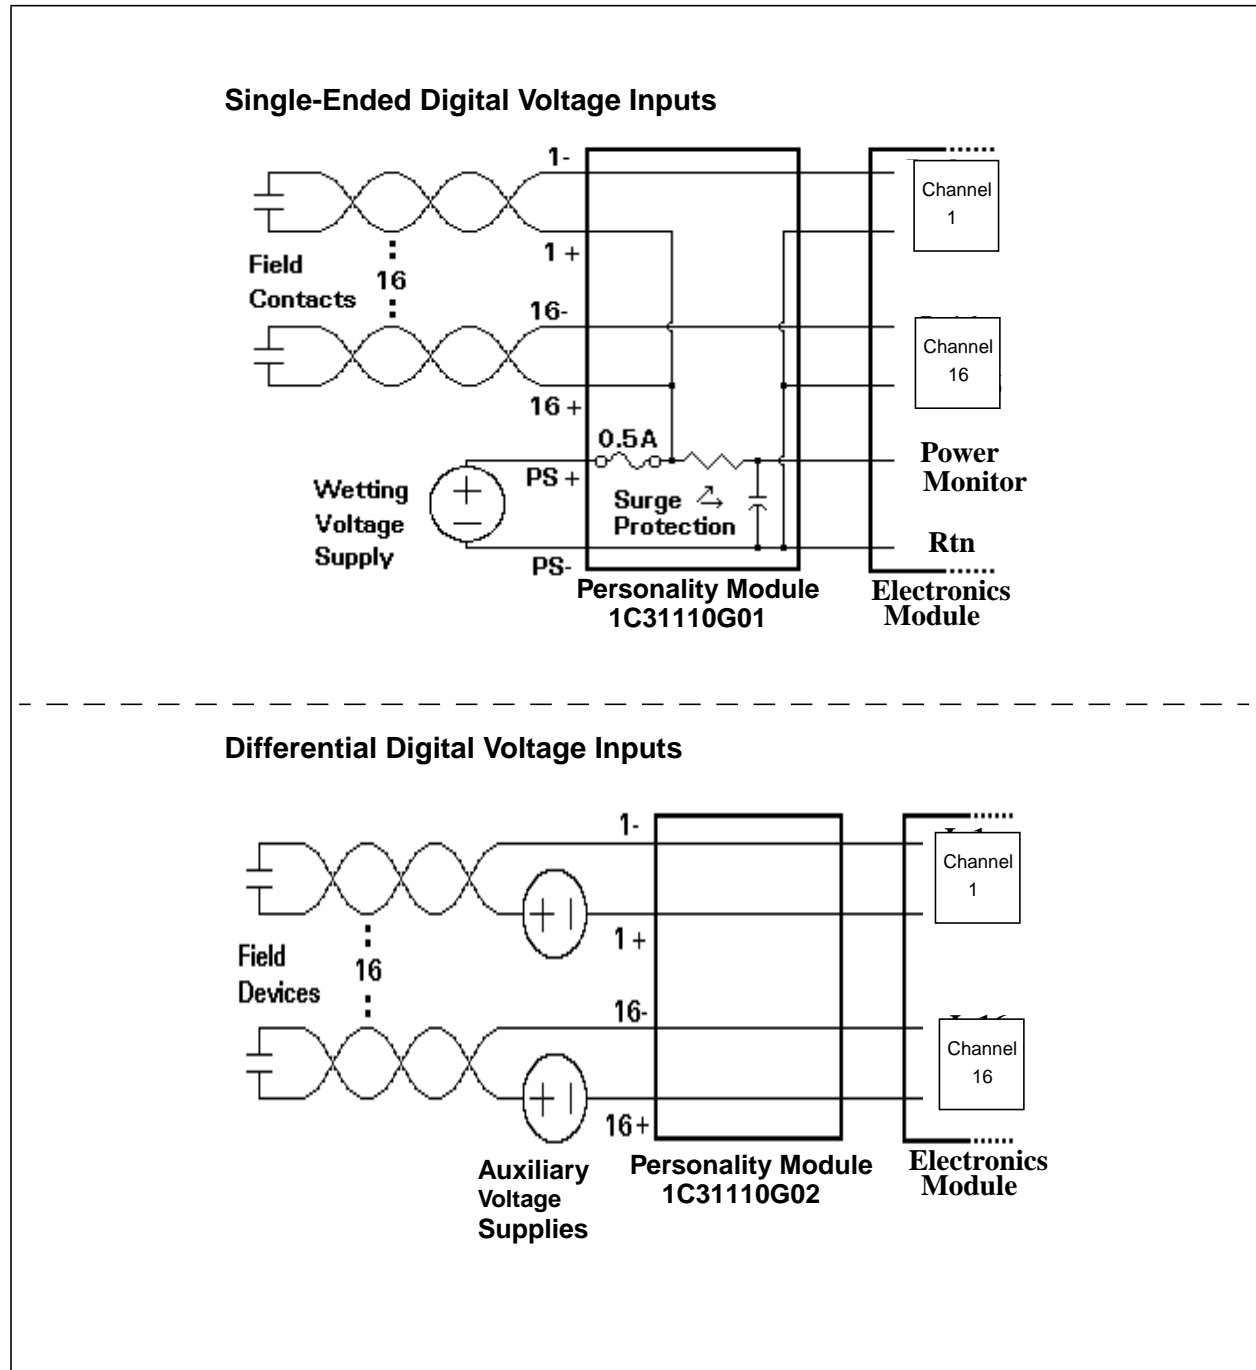 Single-Ended Digital Voltage Inputs
1-
Channel
1
1 +
Field
Contacts
16
16-
Channel
16
16 +
0.5A
Power
Monitor
PS +
Wetting
Voltage
Supply
Surge
Protection
Rtn
PS-
Personality Module
1C31110G01
Electronics
Module
Differential Digital Voltage Inputs
1-
Channel
1
1 +
Field
Devices
16
16-
Channel
16
16+
Auxiliary
Voltage
Supplies
Personality Module
1C31110G02
Electronics
Module